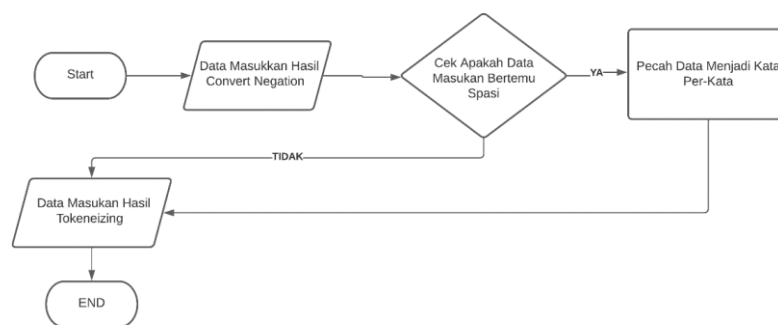 Start
Data Masukkan Hasil
Convert Negation
Cek Apakah Data
Masukan Bertemu
Spasi
YA
Pecah Data Menjadi Kata
Per-Kata
TIDAK
Data Masukan Hasil
Tokeneizing
END